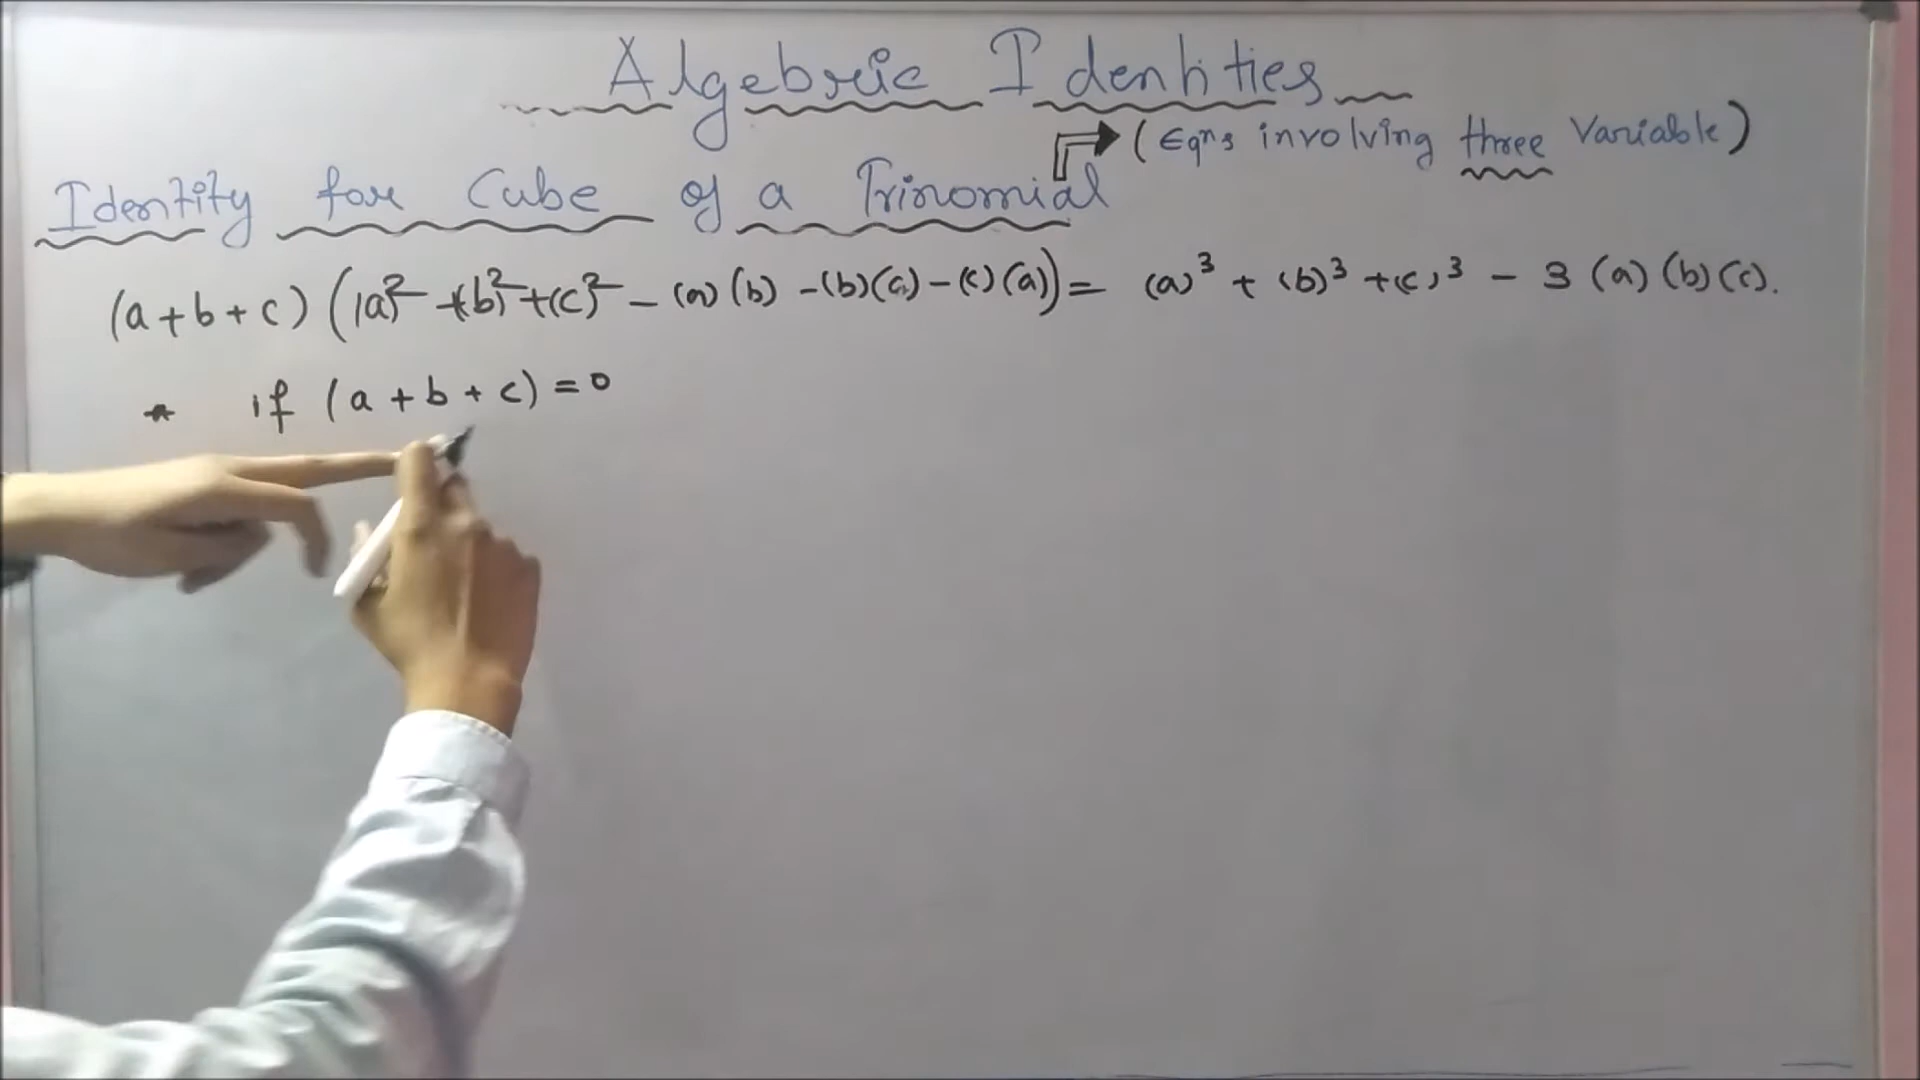 Algebric Identities
(Eqns involving three Variable)
Identity for Cube of a Trinomial
(a+b+c) ((a)² + (b)² + (c)² - (a)(b) - (b)(c) - (c)(a)) = (a)³ + (b)³ + (c)³ - 3 (a)(b)(c).
* if (a+b+c) = 0